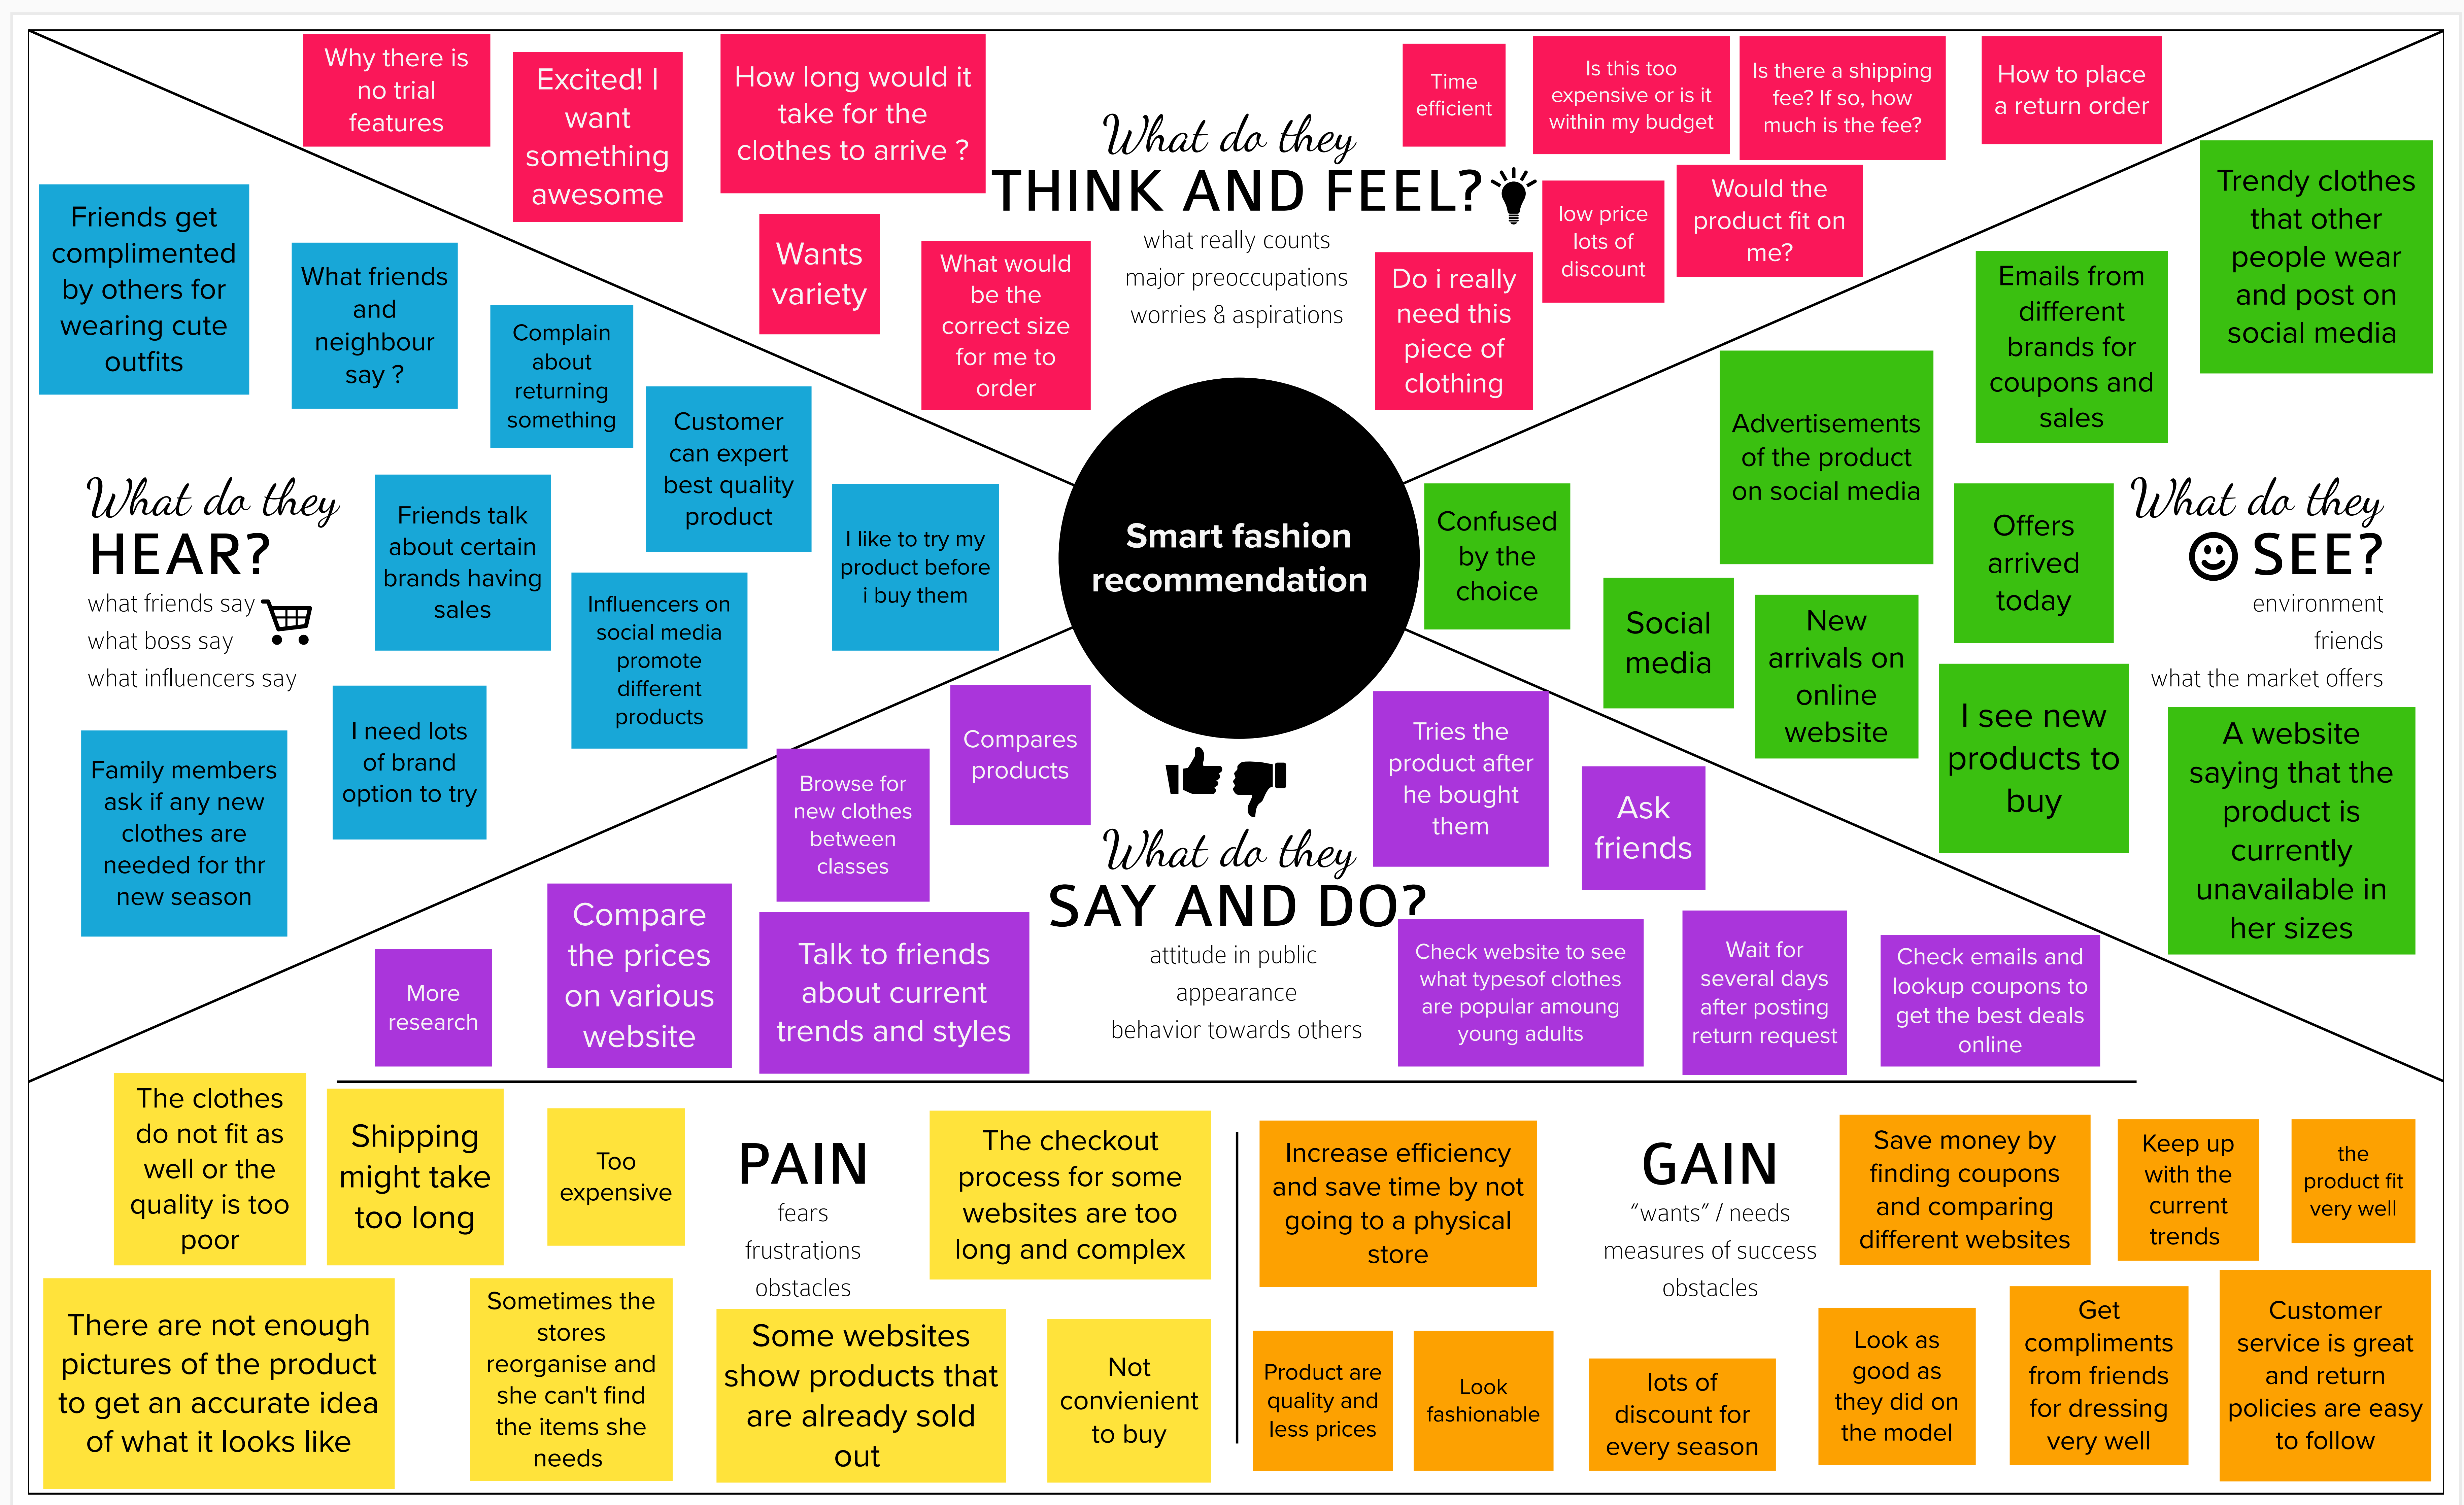 Why there is
no trial
features
Excited! I
want
something
awesome
How long would it
take for the
clothes to arrive ?
Wants
variety
What would
be the
correct size
for me to
order
What do they
THINK AND FEEL?
what really counts
major preoccupations
worries & aspirations
Time
efficient
Is this too
expensive or is it
within my budget
Is there a shipping
fee? If so, how
much is the fee?
How to place
a return order
low price
lots of
discount
Would the
product fit on
me?
Do i really
need this
piece of
clothing
Friends get
complimented
by others for
wearing cute
outfits
What friends
and
neighbour
say ?
Complain
about
returning
something
Customer
can expert
best quality
product
I like to try my
product before
i buy them
What do they
HEAR?
what friends say
what boss say
what influencers say
Friends talk
about certain
brands having
sales
Influencers on
social media
promote
different
products
I need lots
of brand
option to try
Family members
ask if any new
clothes are
needed for thr
new season
Smart fashion
recommendation
Trendy clothes
that other
people wear
and post on
social media
Emails from
different
brands for
coupons and
sales
Advertisements
of the product
on social media
Confused
by the
choice
Offers
arrived
today
What do they
SEE?
environment
friends
what the market offers
Social
media
New
arrivals on
online
website
I see new
products to
buy
A website
saying that the
product is
currently
unavailable in
her sizes
Compares
products
Browse for
new clothes
between
classes
Compare
the prices
on various
website
Talk to friends
about current
trends and styles
More
research
What do they
SAY AND DO?
attitude in public
appearance
behavior towards others
Tries the
product after
he bought
them
Ask
friends
Check website to see
what typesof clothes
are popular amoung
young adults
Wait for
several days
after posting
return request
Check emails and
lookup coupons to
get the best deals
online
The clothes
do not fit as
well or the
quality is too
poor
Shipping
might take
too long
Too
expensive
PAIN
fears
frustrations
obstacles
The checkout
process for some
websites are too
long and complex
There are not enough
pictures of the product
to get an accurate idea
of what it looks like
Sometimes the
stores
reorganise and
she can't find
the items she
needs
Some websites
show products that
are already sold
out
Not
convienient
to buy
Increase efficiency
and save time by not
going to a physical
store
GAIN
“wants” / needs
measures of success
obstacles
Save money by
finding coupons
and comparing
different websites
Keep up
with the
current
trends
the
product fit
very well
Product are
quality and
less prices
Look
fashionable
lots of
discount for
every season
Look as
good as
they did on
the model
Get
compliments
from friends
for dressing
very well
Customer
service is great
and return
policies are easy
to follow